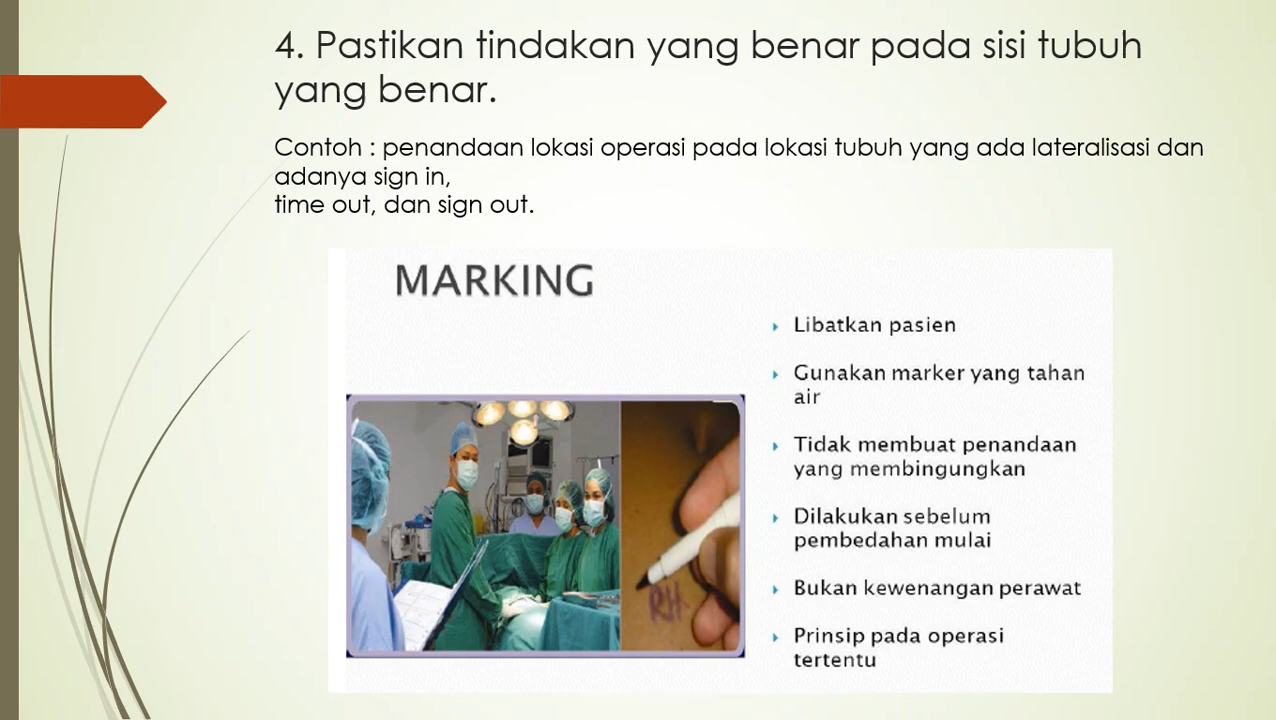 4. Pastikan tindakan yang benar pada sisi tubuh
yang benar.
Contoh : penandaan lokasi operasi pada lokasi tubuh yang ada lateralisasi dan
adanya sign in,
time out, dan sign out.
MARKING
Libatkan pasien
Gunakan marker yang tahan
air
Tidak membuat penandaan
yang membingungkan
Dilakukan sebelum
pembedahan mulai
Bukan kewenangan perawat
Prinsip pada operasi
tertentu
RH